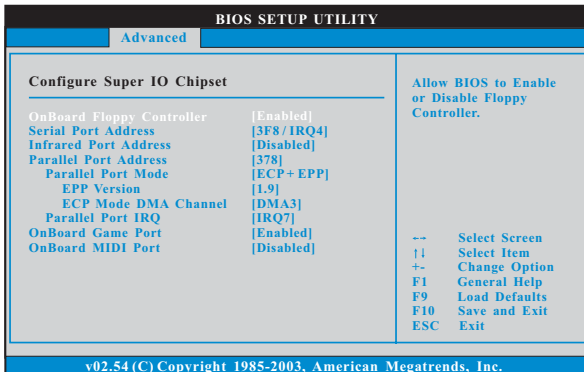 BIOS SETUP UTILITY
Advanced
Configure Super IO Chipset
OnBoard Floppy Controller [Enabled]
Serial Port Address [3F8 / IRQ4]
Infrared Port Address [Disabled]
Parallel Port Address [378]
Parallel Port Mode [ECP + EPP]
EPP Version [1.9]
ECP Mode DMA Channel [DMA3]
Parallel Port IRQ [IRQ7]
OnBoard Game Port [Enabled]
OnBoard MIDI Port [Disabled]
Allow BIOS to Enable
or Disable Floppy
Controller.
←→ Select Screen
↑↓ Select Item
+- Change Option
F1 General Help
F9 Load Defaults
F10 Save and Exit
ESC Exit
v02.54 (C) Copyright 1985-2003, American Megatrends, Inc.